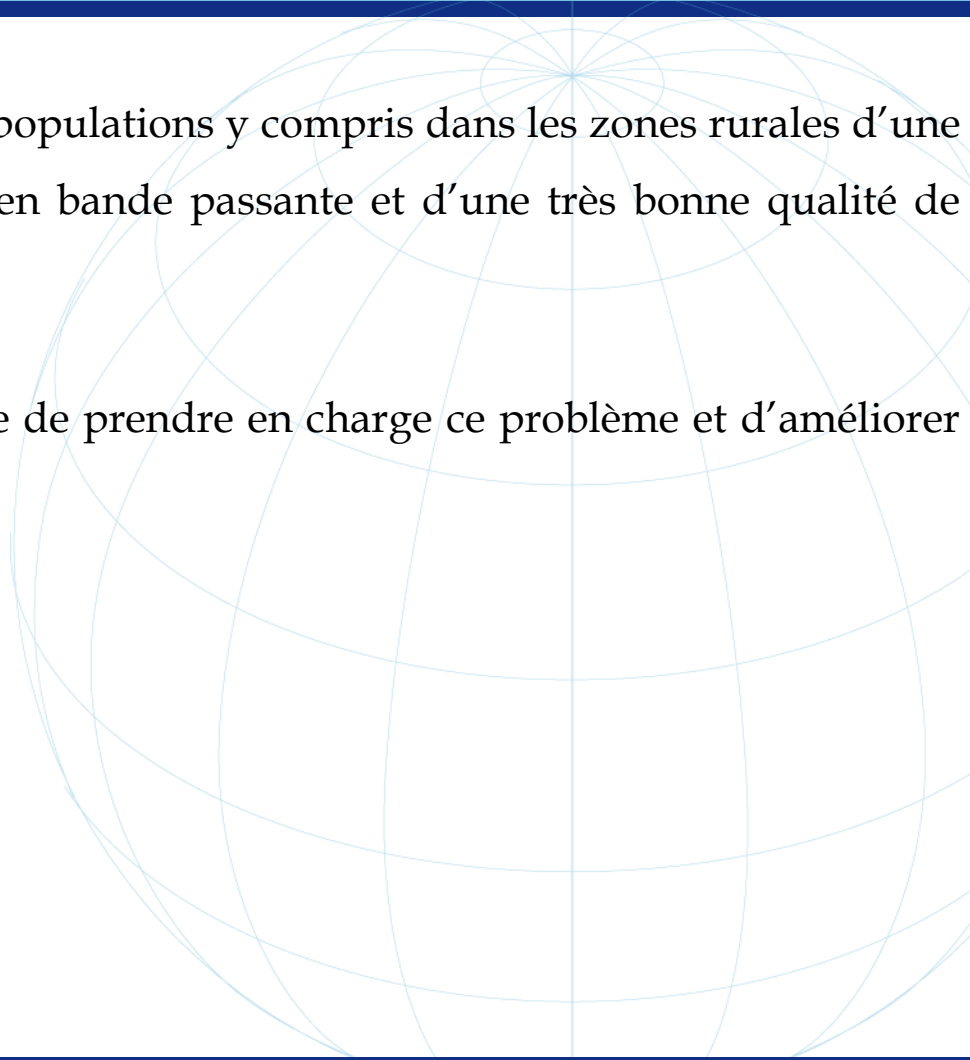 populations y compris dans les zones rurales d’une
en bande passante et d’une très bonne qualité de
de prendre en charge ce problème et d’améliorer